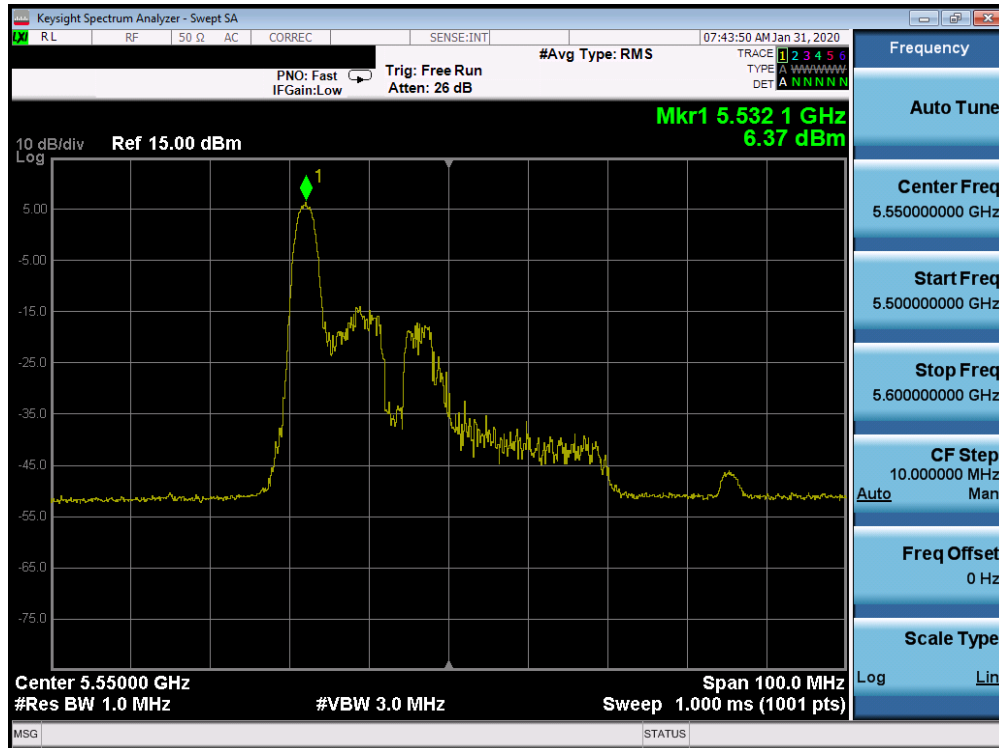 Keysight Spectrum Analyzer - Swept SA
LXI RL RF 50 Ω AC CORREC SENSE:INT 07:43:50 AM Jan 31, 2020
#Avg Type: RMS TRACE 1 2 3 4 5 6
PNO: Fast Trig: Free Run TYPE A WWWWW
IFGain:Low Atten: 26 dB DET A N N N N N
Mkr1 5.532 1 GHz
6.37 dBm
10 dB/div Ref 15.00 dBm
Log
1
5.00
-5.00
-15.0
-25.0
-35.0
-45.0
-55.0
-65.0
-75.0
Center 5.55000 GHz Span 100.0 MHz
#Res BW 1.0 MHz #VBW 3.0 MHz Sweep 1.000 ms (1001 pts)
MSG STATUS
Frequency
Auto Tune
Center Freq
5.550000000 GHz
Start Freq
5.500000000 GHz
Stop Freq
5.600000000 GHz
CF Step
10.000000 MHz
Auto Man
Freq Offset
0 Hz
Scale Type
Log Lin